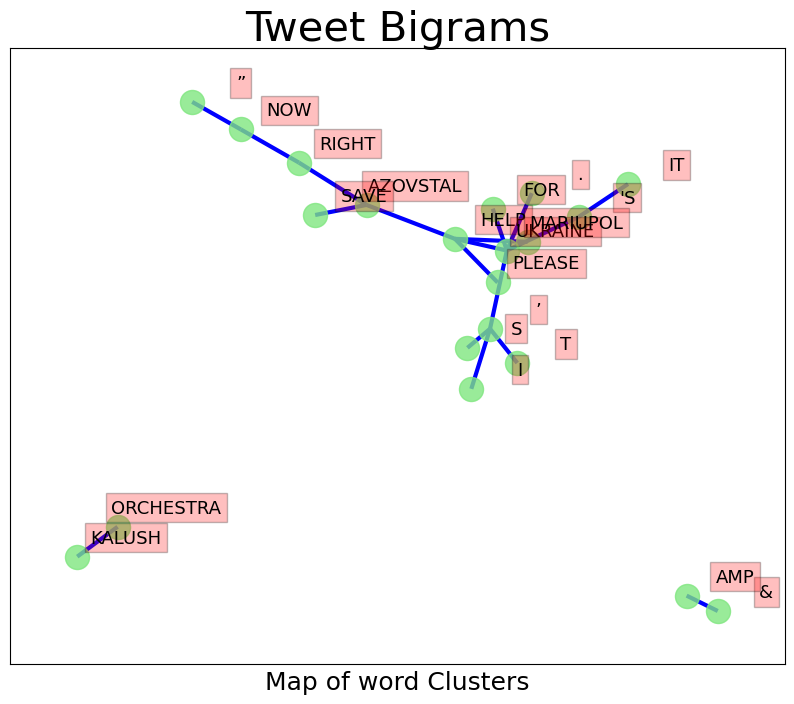 Tweet Bigrams
”
NOW
RIGHT
AZOVSTAL
SAVE
FOR
.
IT
'S
HELP
MARIUPOL
UKRAINE
PLEASE
’
S
T
I
ORCHESTRA
KALUSH
AMP
&
Map of word Clusters